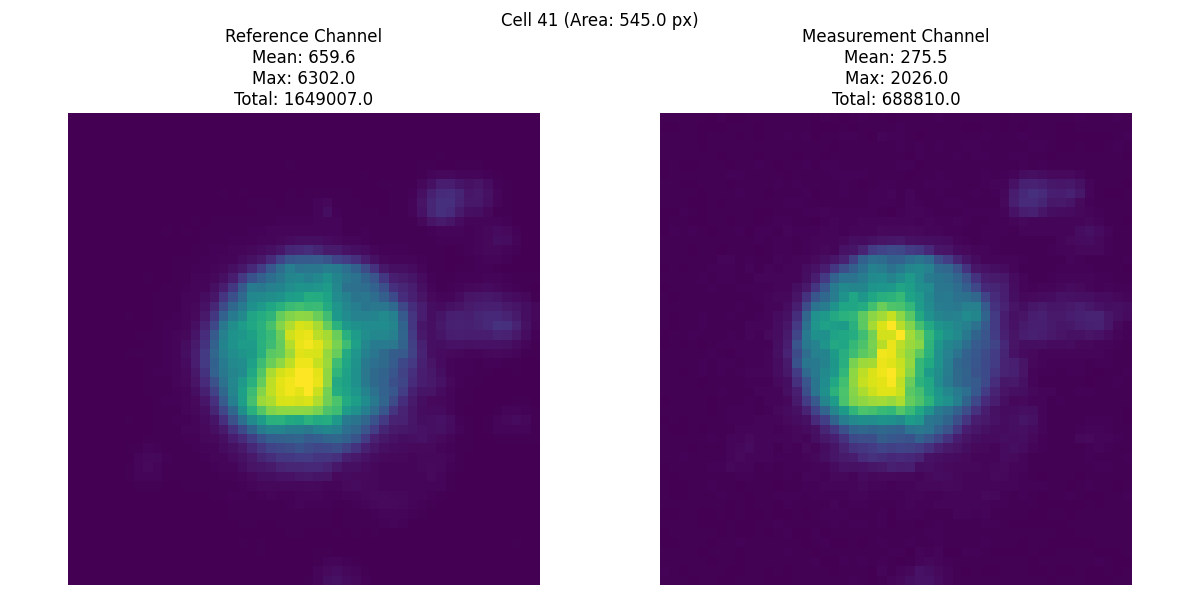 Cell 41 (Area: 545.0 px)
Reference Channel
Mean: 659.6
Max: 6302.0
Total: 1649007.0
Measurement Channel
Mean: 275.5
Max: 2026.0
Total: 688810.0